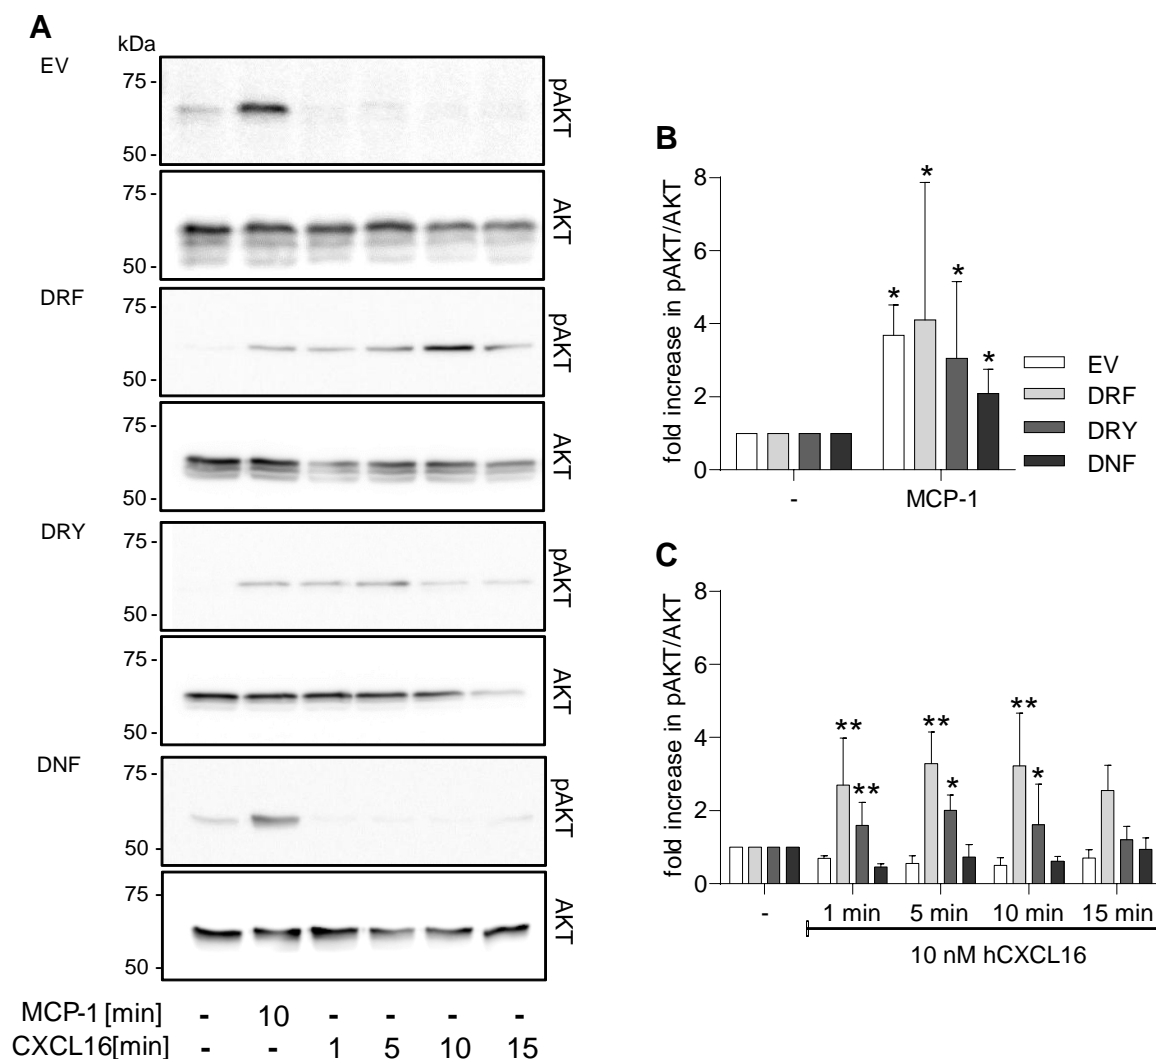 A
kDa
EV
75 -
50 -
pAKT
75 -
50 -
AKT
DRF
75 -
50 -
pAKT
75 -
50 -
AKT
DRY
75 -
50 -
pAKT
75 -
50 -
AKT
DNF
75 -
50 -
pAKT
75 -
50 -
AKT
MCP-1 [min] - 10 - - - -
CXCL16[min] - - 1 5 10 15
B
fold increase in pAKT/AKT
8
6
4
2
0
* * * *
- MCP-1
EV
DRF
DRY
DNF
C
fold increase in pAKT/AKT
8
6
4
2
0
** ** ** * ** *
- 1 min 5 min 10 min 15 min
10 nM hCXCL16